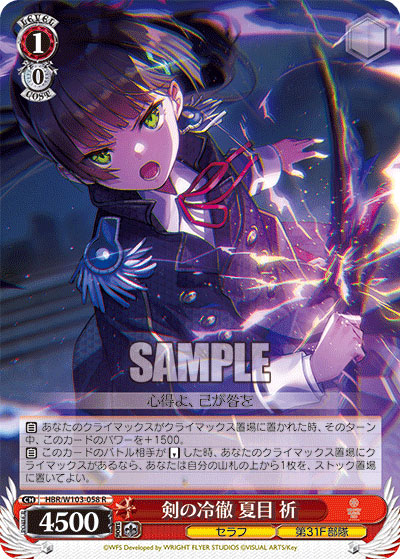 LEVEL
1
0
COST
SAMPLE
心得よ、己が咎を
自 あなたのクライマックスがクライマックス置場に置かれた時、そのターン
中、このカードのパワーを+1500。
自 このカードのバトル相手が【リバース】した時、あなたのクライマックス置場にクライ
マックスがあるなら、あなたは自分の山札の上から1枚を、ストック置場
に置いてよい。
CH HBR/W103-058 R
4500
剣の冷徹 夏目 祈
セラフ 第31F部隊
©WFS Developed by WRIGHT FLYER STUDIOS ©VISUAL ARTS/Key